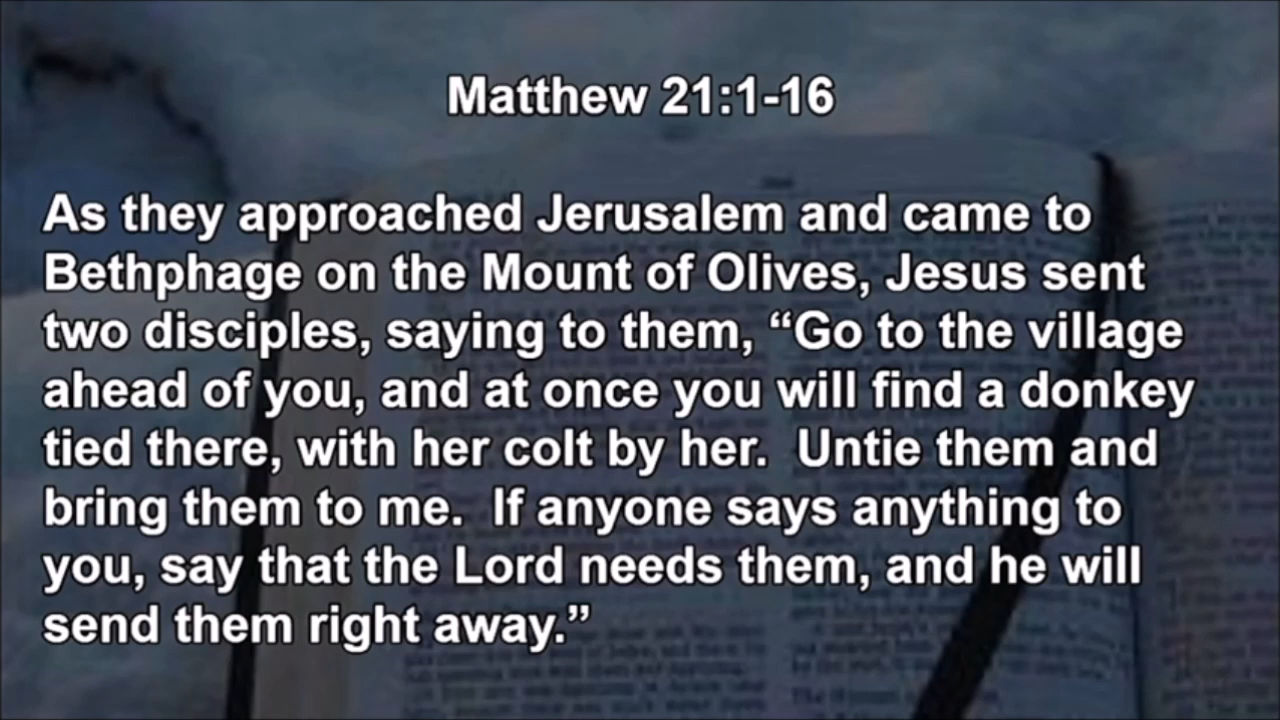 Matthew 21:1-16
As they approached Jerusalem and came to
Bethphage on the Mount of Olives, Jesus sent
two disciples, saying to them, “Go to the village
ahead of you, and at once you will find a donkey
tied there, with her colt by her.  Untie them and
bring them to me.  If anyone says anything to
you, say that the Lord needs them, and he will
send them right away.”